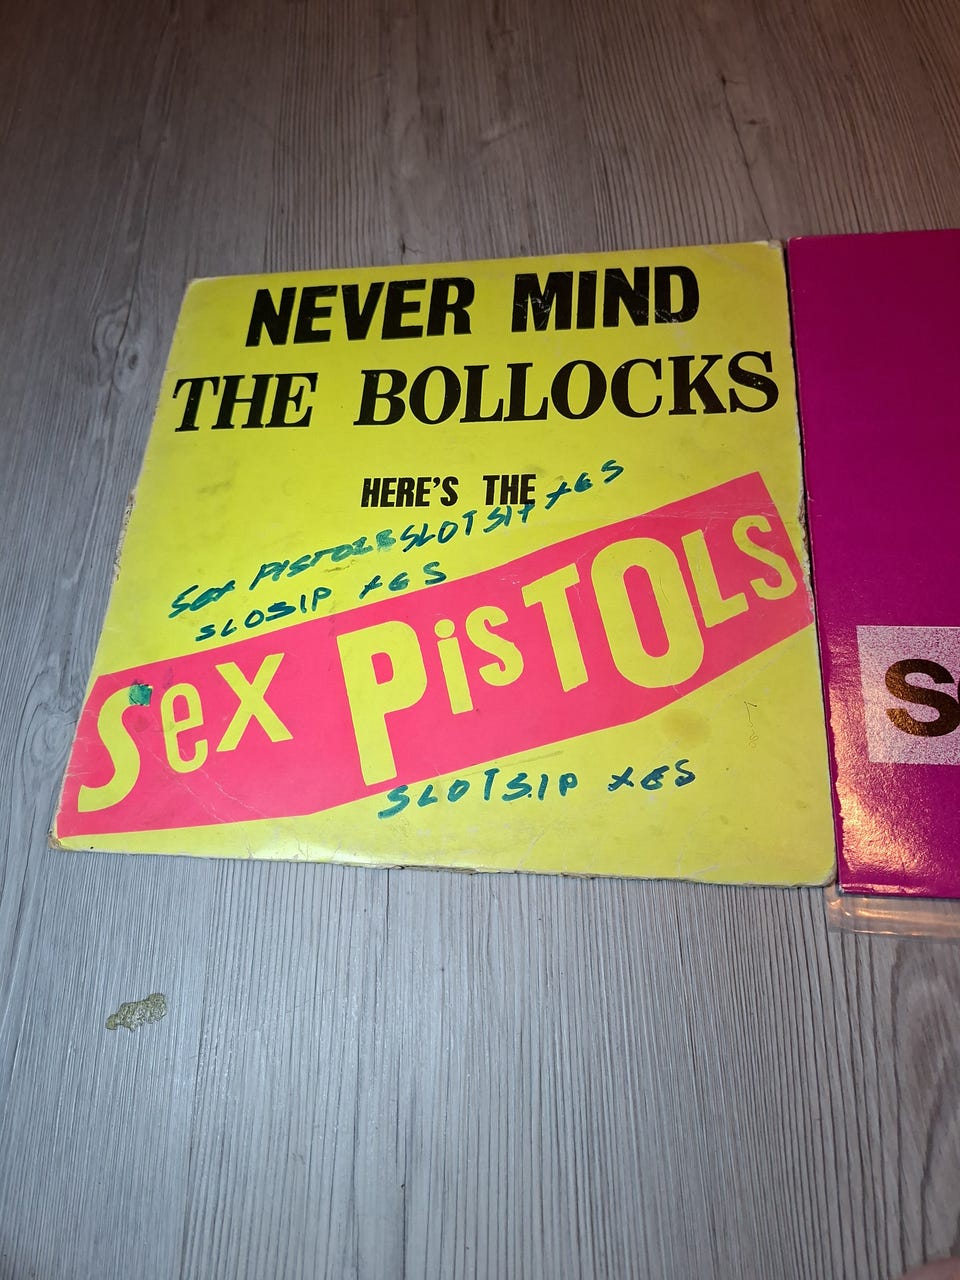 NEVER MIND
THE BOLLOCKS
HERE'S THE
Sex PISTOLS SLOTSIP XES
SLOSIP XES
Sex PiSTOLS
SLOTSIP XES